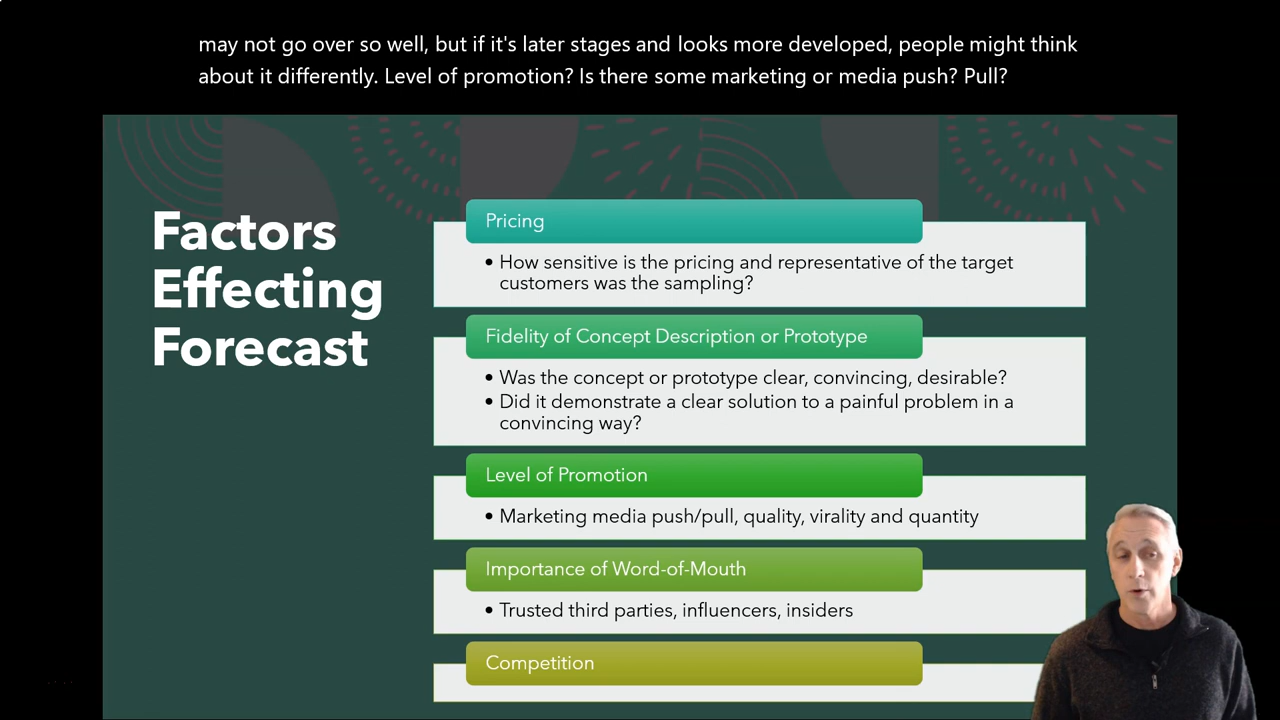 may not go over so well, but if it's later stages and looks more developed, people might think
about it differently. Level of promotion? Is there some marketing or media push? Pull?
Factors
Effecting
Forecast
Pricing
• How sensitive is the pricing and representative of the target
customers was the sampling?
Fidelity of Concept Description or Prototype
• Was the concept or prototype clear, convincing, desirable?
• Did it demonstrate a clear solution to a painful problem in a
convincing way?
Level of Promotion
• Marketing media push/pull, quality, virality and quantity
Importance of Word-of-Mouth
• Trusted third parties, influencers, insiders
Competition